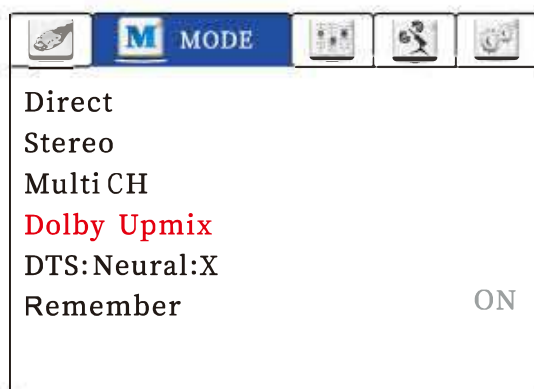 M MODE
Direct
Stereo
Multi CH
Dolby Upmix
DTS:Neural:X
Remember ON